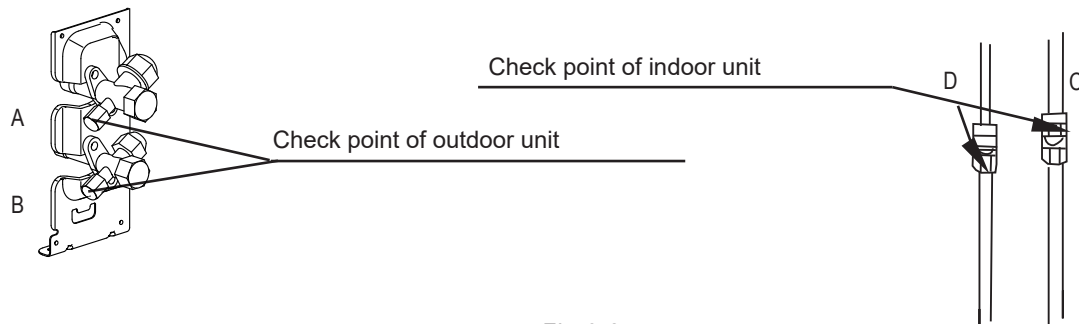 Check point of indoor unit
D
C
A
Check point of outdoor unit
B